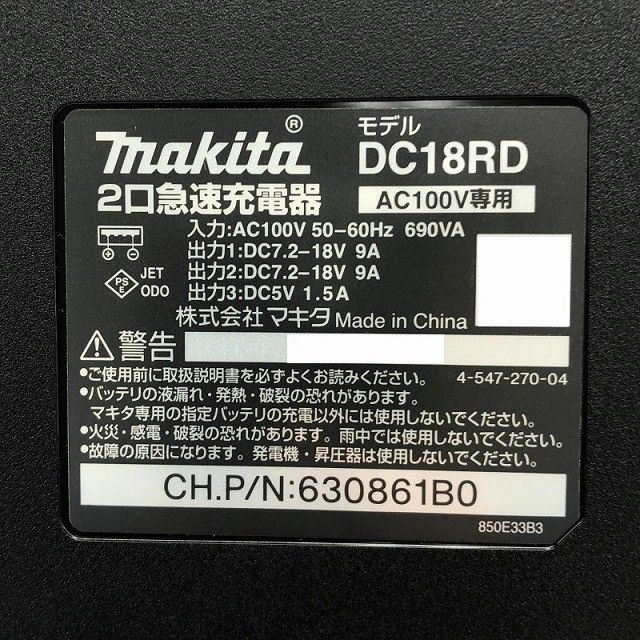 makita®
モデル
DC18RD
2口急速充電器
AC100V専用
入力:AC100V 50-60Hz 690VA
出力1:DC7.2-18V 9A
出力2:DC7.2-18V 9A
出力3:DC5V 1.5A
PSE
JET
ODO
株式会社 マキタ Made in China
⚠警告
•ご使用前に取扱説明書を必ずよくお読みください。 4-547-270-04
•バッテリの液漏れ・発熱・破裂の恐れがあります。
マキタ専用の指定バッテリの充電以外には使用しないでください。
•火災・感電・破裂の恐れがあります。雨中では使用しないでください。
•故障の原因になります。発電機・昇圧器は使用しないでください。
CH.P/N:630861B0
850E33B3